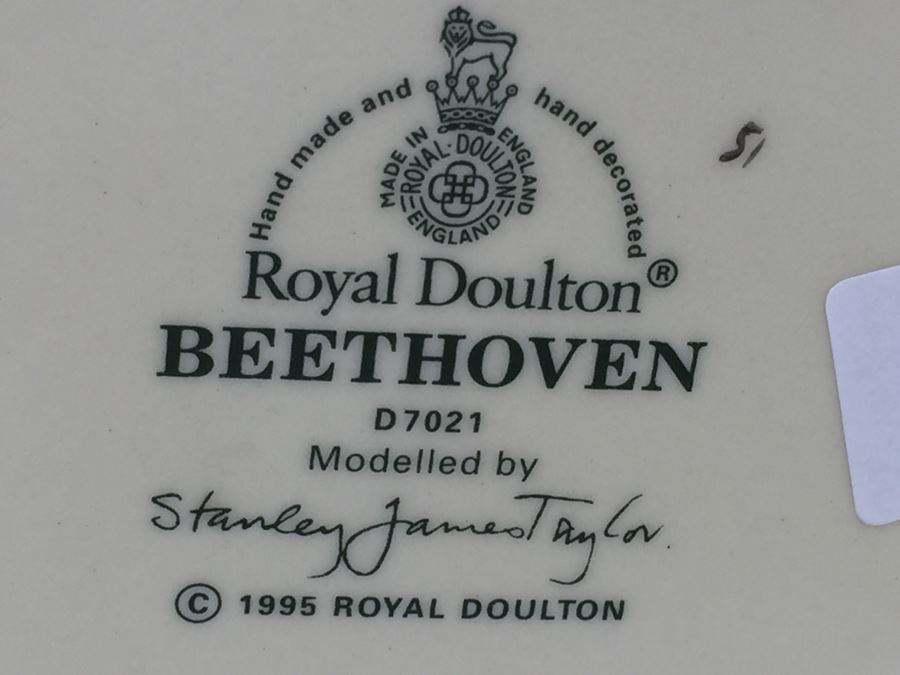 Hand made and hand decorated
MADE IN ENGLAND
ROYAL·DOULTON
ENGLAND
Royal Doulton®
BEETHOVEN
D7021
Modelled by
Stanley James Taylor.
© 1995 ROYAL DOULTON